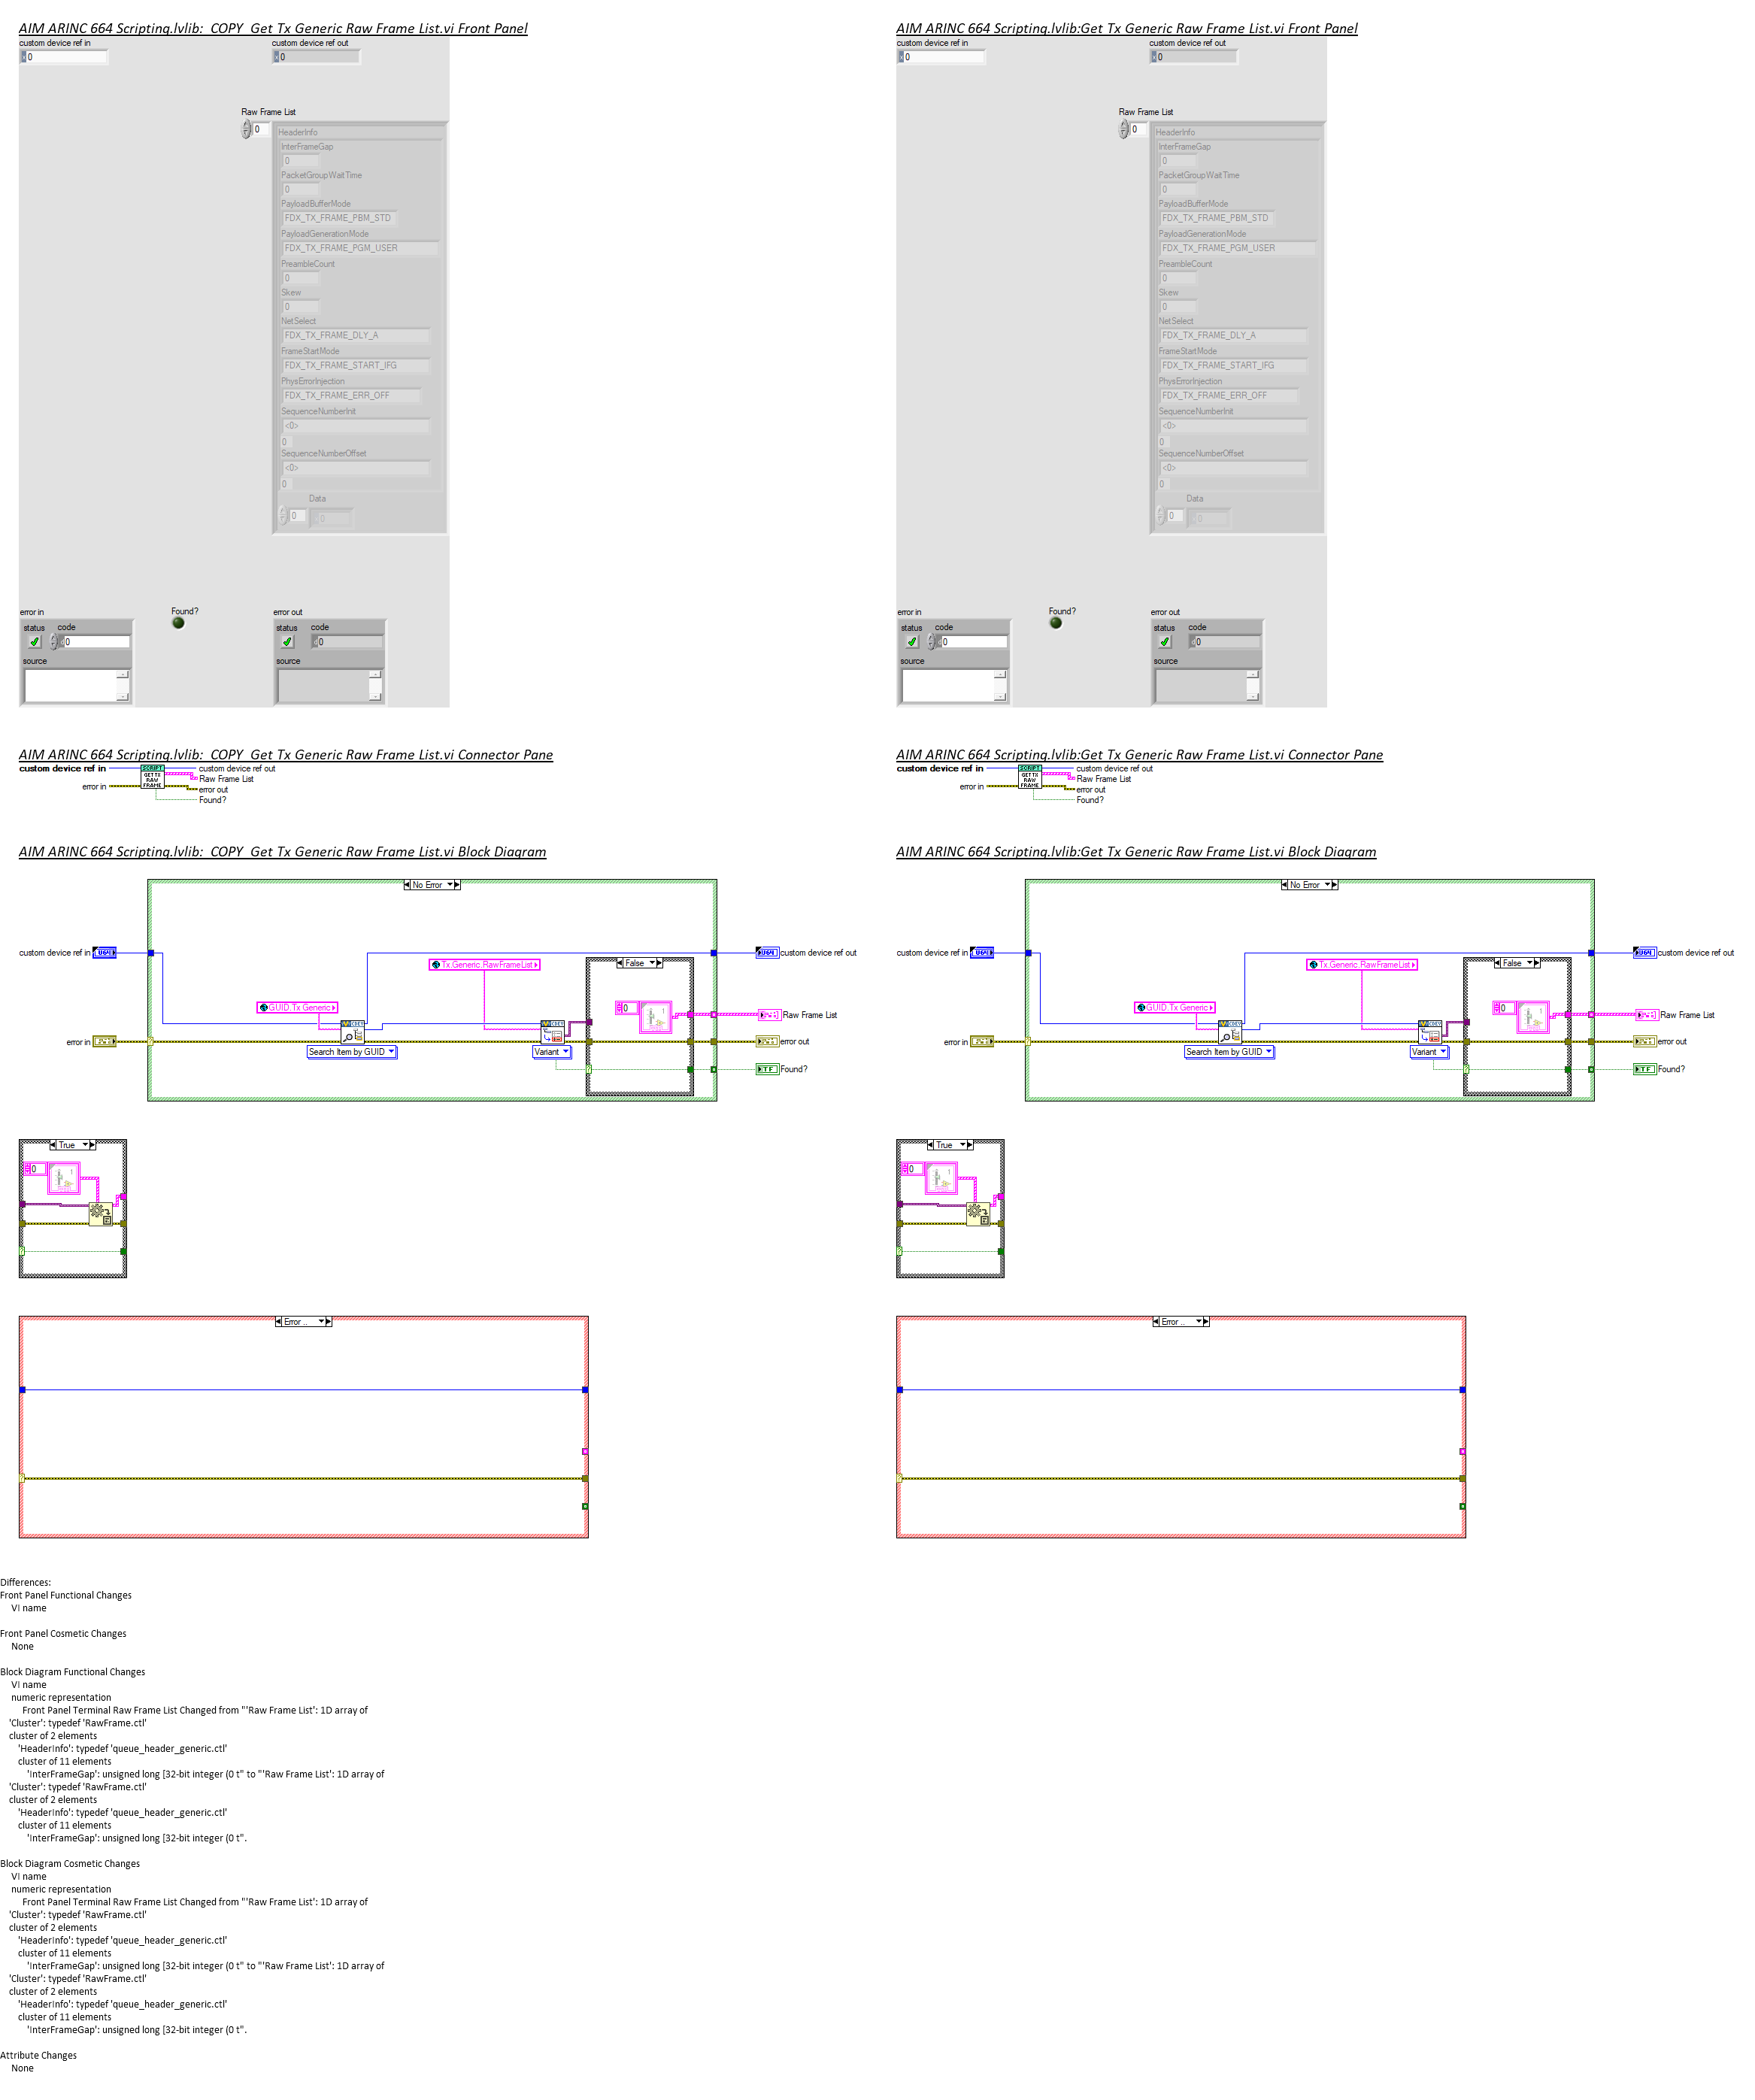 AIM ARINC 664 Scripting.lvlib:  COPY  Get Tx Generic Raw Frame List.vi Front Panel
custom device ref in
custom device ref out
0
0
Raw Frame List
0
HeaderInfo
InterFrameGap
0
PacketGroupWaitTime
0
PayloadBufferMode
FDX_TX_FRAME_PBM_STD
PayloadGenerationMode
FDX_TX_FRAME_PGM_USER
PreambleCount
0
Skew
0
NetSelect
FDX_TX_FRAME_DLY_A
FrameStartMode
FDX_TX_FRAME_START_IFG
PhysErrorInjection
FDX_TX_FRAME_ERR_OFF
SequenceNumberInit
<0>
0
SequenceNumberOffset
<0>
0
Data
0
0
error in
Found?
error out
status code
status code
0
0
source
source
AIM ARINC 664 Scripting.lvlib:Get Tx Generic Raw Frame List.vi Front Panel
custom device ref in
custom device ref out
0
0
Raw Frame List
0
HeaderInfo
InterFrameGap
0
PacketGroupWaitTime
0
PayloadBufferMode
FDX_TX_FRAME_PBM_STD
PayloadGenerationMode
FDX_TX_FRAME_PGM_USER
PreambleCount
0
Skew
0
NetSelect
FDX_TX_FRAME_DLY_A
FrameStartMode
FDX_TX_FRAME_START_IFG
PhysErrorInjection
FDX_TX_FRAME_ERR_OFF
SequenceNumberInit
<0>
0
SequenceNumberOffset
<0>
0
Data
0
0
error in
Found?
error out
status code
status code
0
0
source
source
AIM ARINC 664 Scripting.lvlib:  COPY  Get Tx Generic Raw Frame List.vi Connector Pane
custom device ref in
SCRIPT
GET TX
RAW
FRAME
custom device ref out
Raw Frame List
error in
error out
Found?
AIM ARINC 664 Scripting.lvlib:Get Tx Generic Raw Frame List.vi Connector Pane
custom device ref in
SCRIPT
GET TX
RAW
FRAME
custom device ref out
Raw Frame List
error in
error out
Found?
AIM ARINC 664 Scripting.lvlib:  COPY  Get Tx Generic Raw Frame List.vi Block Diagram
No Error
custom device ref in
custom device ref out
Tx.Generic.RawFrameList
False
GUID.Tx Generic
0
Raw Frame List
error in
error out
Search Item by GUID
Variant
TF
Found?
True
0
Error ..
AIM ARINC 664 Scripting.lvlib:Get Tx Generic Raw Frame List.vi Block Diagram
No Error
custom device ref in
custom device ref out
Tx.Generic.RawFrameList
False
GUID.Tx Generic
0
Raw Frame List
error in
error out
Search Item by GUID
Variant
TF
Found?
True
0
Error ..
Differences:
Front Panel Functional Changes
VI name
Front Panel Cosmetic Changes
None
Block Diagram Functional Changes
VI name
numeric representation
Front Panel Terminal Raw Frame List Changed from "'Raw Frame List': 1D array of
'Cluster': typedef 'RawFrame.ctl'
cluster of 2 elements
'HeaderInfo': typedef 'queue_header_generic.ctl'
cluster of 11 elements
'InterFrameGap': unsigned long [32-bit integer (0 t" to "'Raw Frame List': 1D array of
'Cluster': typedef 'RawFrame.ctl'
cluster of 2 elements
'HeaderInfo': typedef 'queue_header_generic.ctl'
cluster of 11 elements
'InterFrameGap': unsigned long [32-bit integer (0 t".
Block Diagram Cosmetic Changes
VI name
numeric representation
Front Panel Terminal Raw Frame List Changed from "'Raw Frame List': 1D array of
'Cluster': typedef 'RawFrame.ctl'
cluster of 2 elements
'HeaderInfo': typedef 'queue_header_generic.ctl'
cluster of 11 elements
'InterFrameGap': unsigned long [32-bit integer (0 t" to "'Raw Frame List': 1D array of
'Cluster': typedef 'RawFrame.ctl'
cluster of 2 elements
'HeaderInfo': typedef 'queue_header_generic.ctl'
cluster of 11 elements
'InterFrameGap': unsigned long [32-bit integer (0 t".
Attribute Changes
None